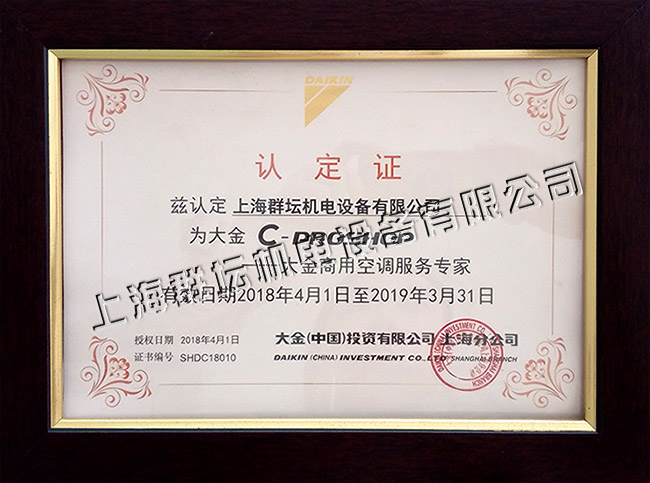 DAIKIN
认定证
兹认定 上海群坛机电设备有限公司
为大金 C-PROSHOP
大金商用空调服务专家
有效日期2018年4月1日至2019年3月31日
授权日期 2018年4月1日
大金(中国)投资有限公司 上海分公司
证书编号 SHDC18010
DAIKIN (CHINA) INVESTMENT CO., LTD. SHANGHAI BRANCH
上海群坛机电设备有限公司